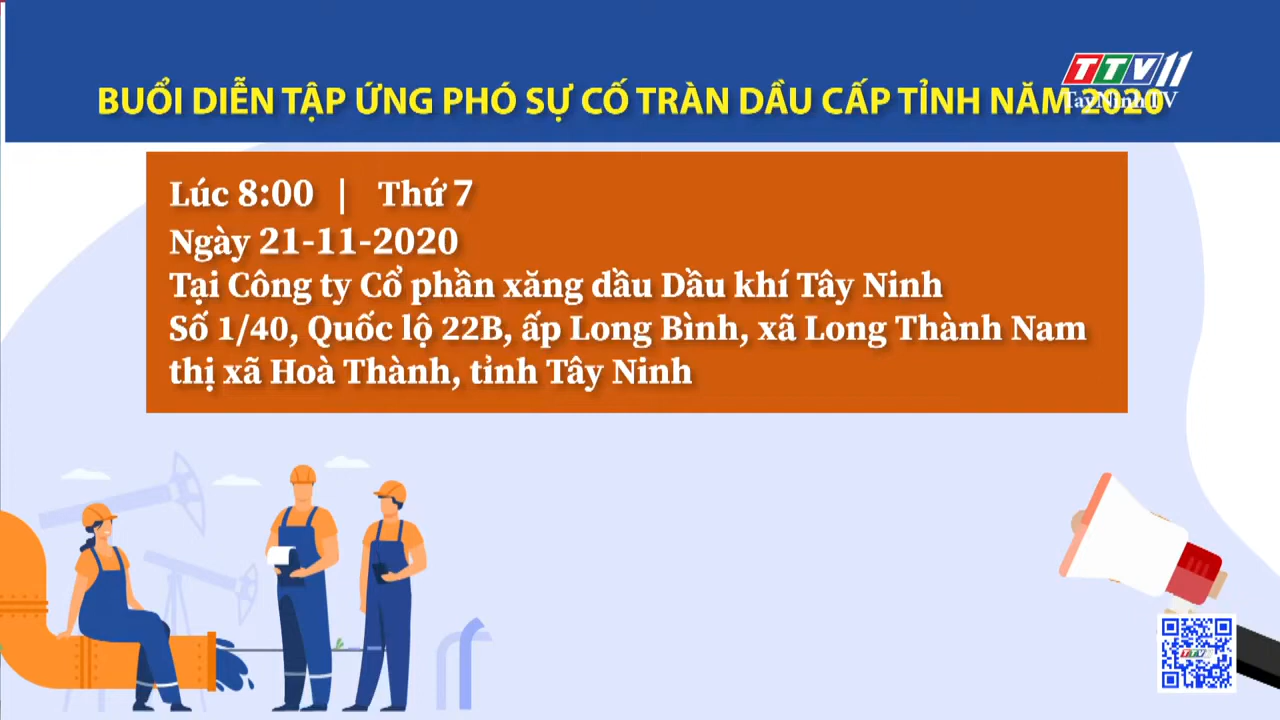 BUỔI DIỄN TẬP ỨNG PHÓ SỰ CỐ TRÀN DẦU CẤP TỈNH NĂM 2020
TTV11
TayNinhTV
Lúc 8:00 | Thứ 7
Ngày 21-11-2020
Tại Công ty Cổ phần xăng dầu Dầu khí Tây Ninh
Số 1/40, Quốc lộ 22B, ấp Long Bình, xã Long Thành Nam
thị xã Hoà Thành, tỉnh Tây Ninh
TTV11